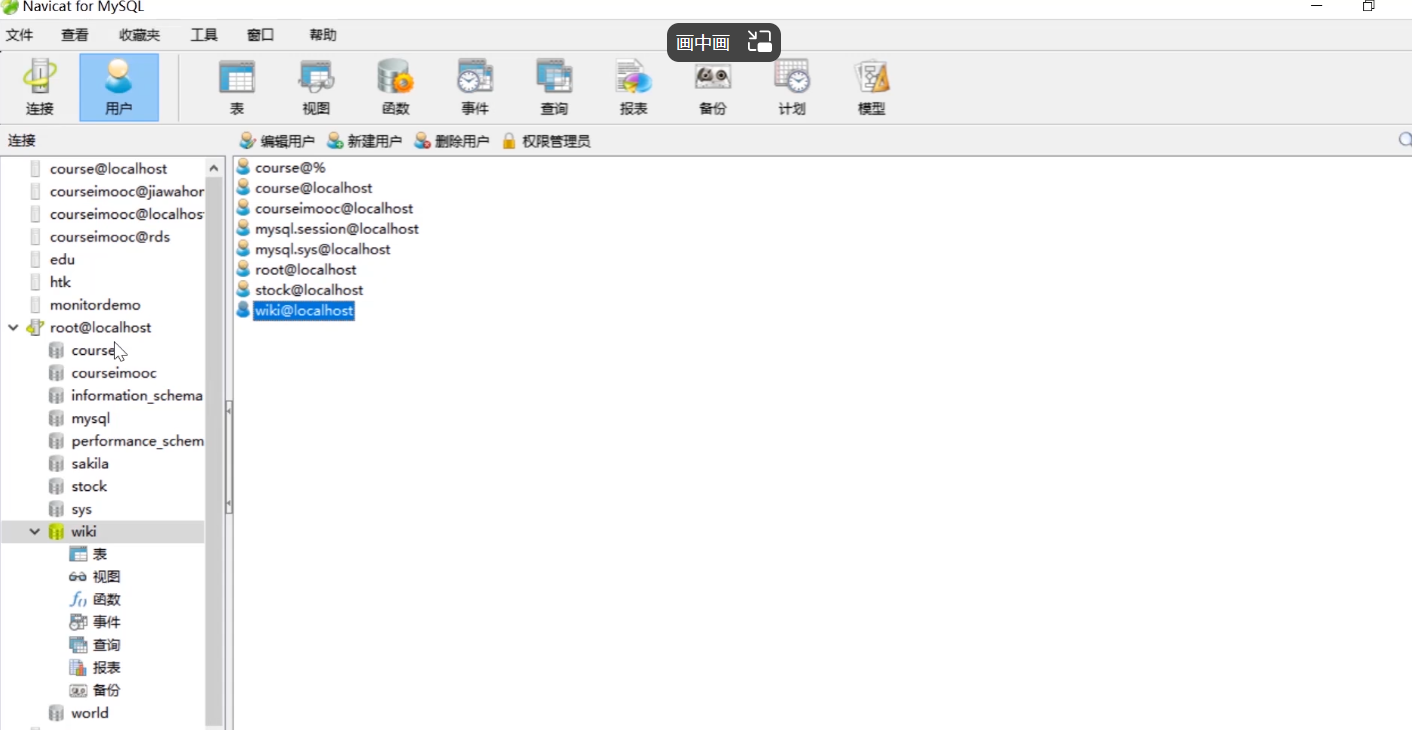 Navicat for MySQL
文件 查看 收藏夹 工具 窗口 帮助
画中画
连接 用户 表 视图 函数 事件 查询 报表 备份 计划 模型
连接
编辑用户 新建用户 删除用户 权限管理员
course@localhost
courseimooc@jiawahor
courseimooc@localhos
courseimooc@rds
edu
htk
monitordemo
root@localhost
course
courseimooc
information_schema
mysql
performance_schem
sakila
stock
sys
wiki
表
视图
函数
事件
查询
报表
备份
world
course@%
course@localhost
courseimooc@localhost
mysql.session@localhost
mysql.sys@localhost
root@localhost
stock@localhost
wiki@localhost